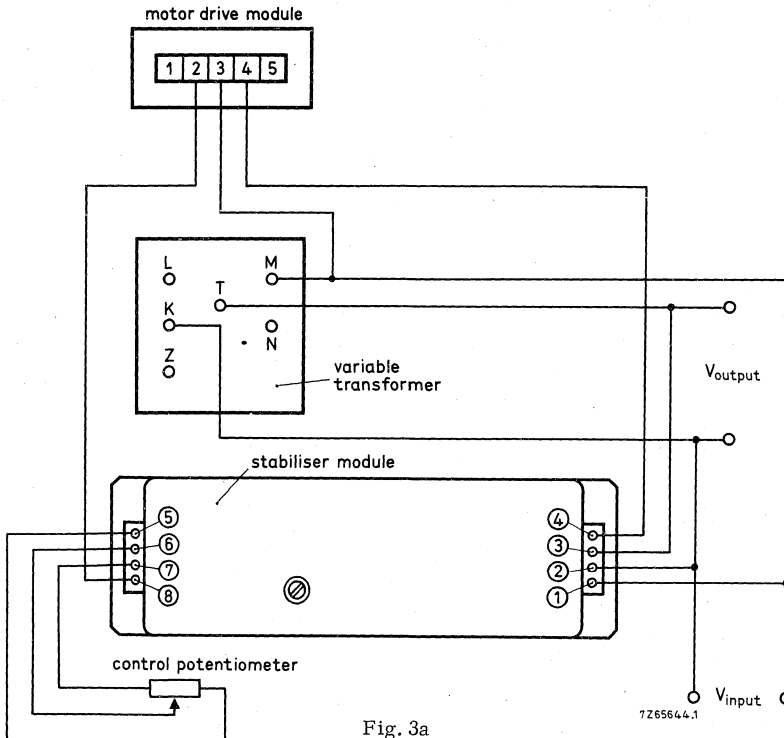 motor drive module
1 2 3 4 5
L M
T
K
N
Z
variable
transformer
Voutput
stabiliser module
5 4
6 3
7 2
8 1
control potentiometer
Vinput
7Z65644.1
Fig. 3a